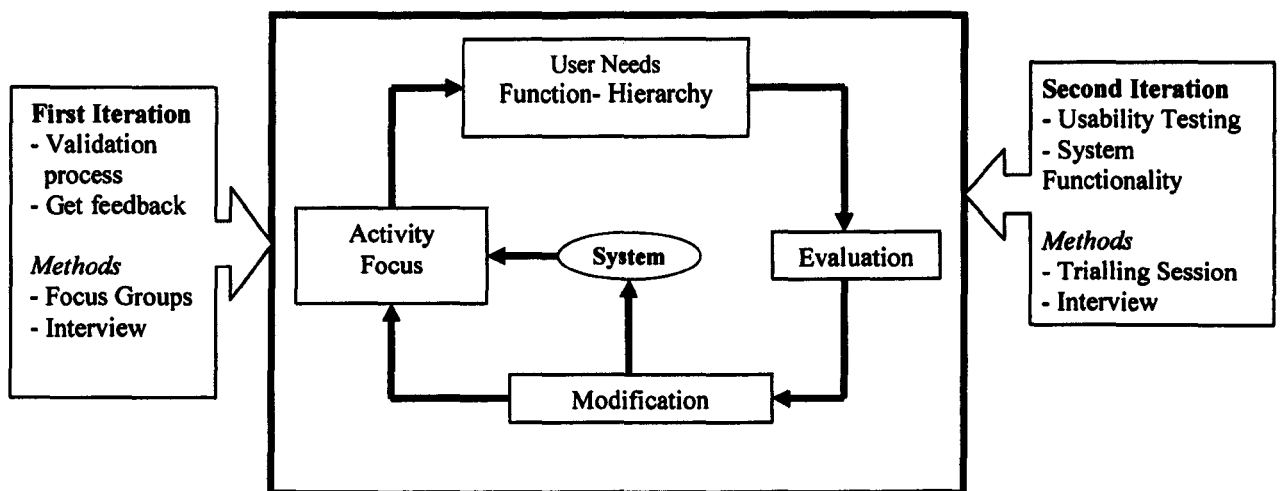 First Iteration
- Validation
process
- Get feedback
Methods
- Focus Groups
- Interview
User Needs
Function- Hierarchy
Activity
Focus
System
Evaluation
Modification
Second Iteration
- Usability Testing
- System
Functionality
Methods
- Trialling Session
- Interview